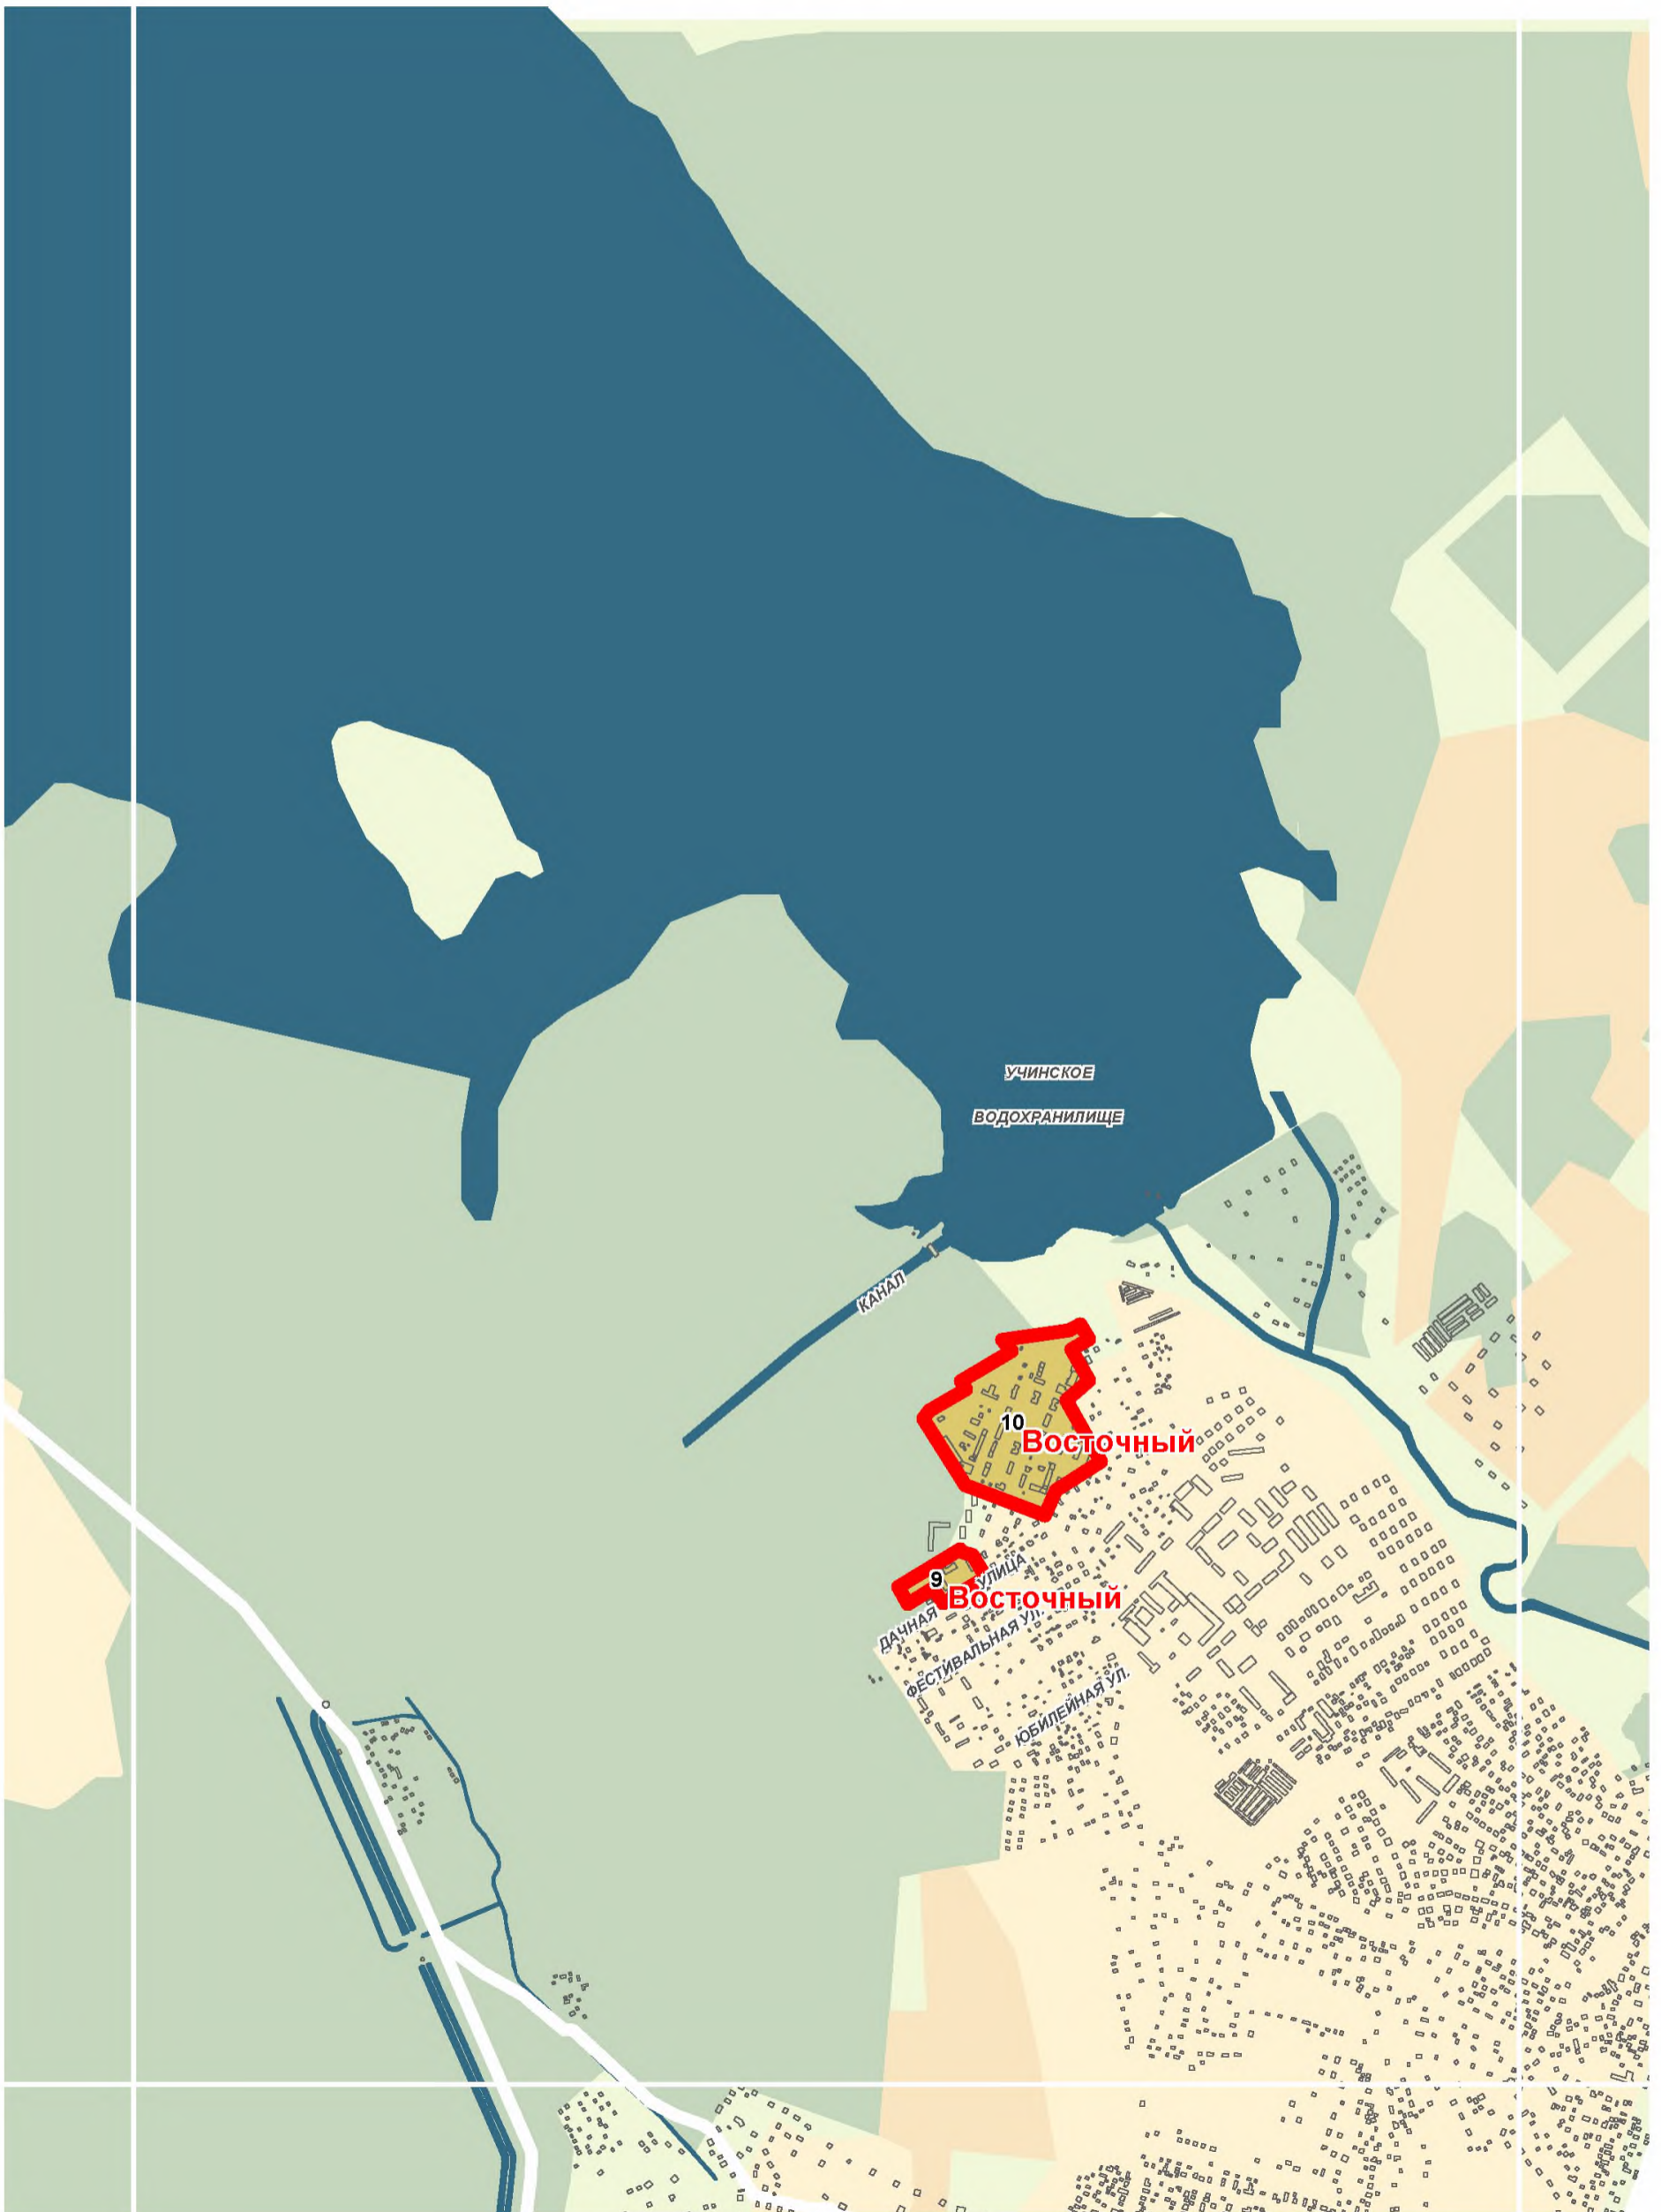 УЧИНСКОЕ
ВОДОХРАНИЛИЩЕ
КАНАЛ
10
Восточный
9
Восточный
ДАЧНАЯ УЛИЦА
ФЕСТИВАЛЬНАЯ УЛ.
ЮБИЛЕЙНАЯ УЛ.